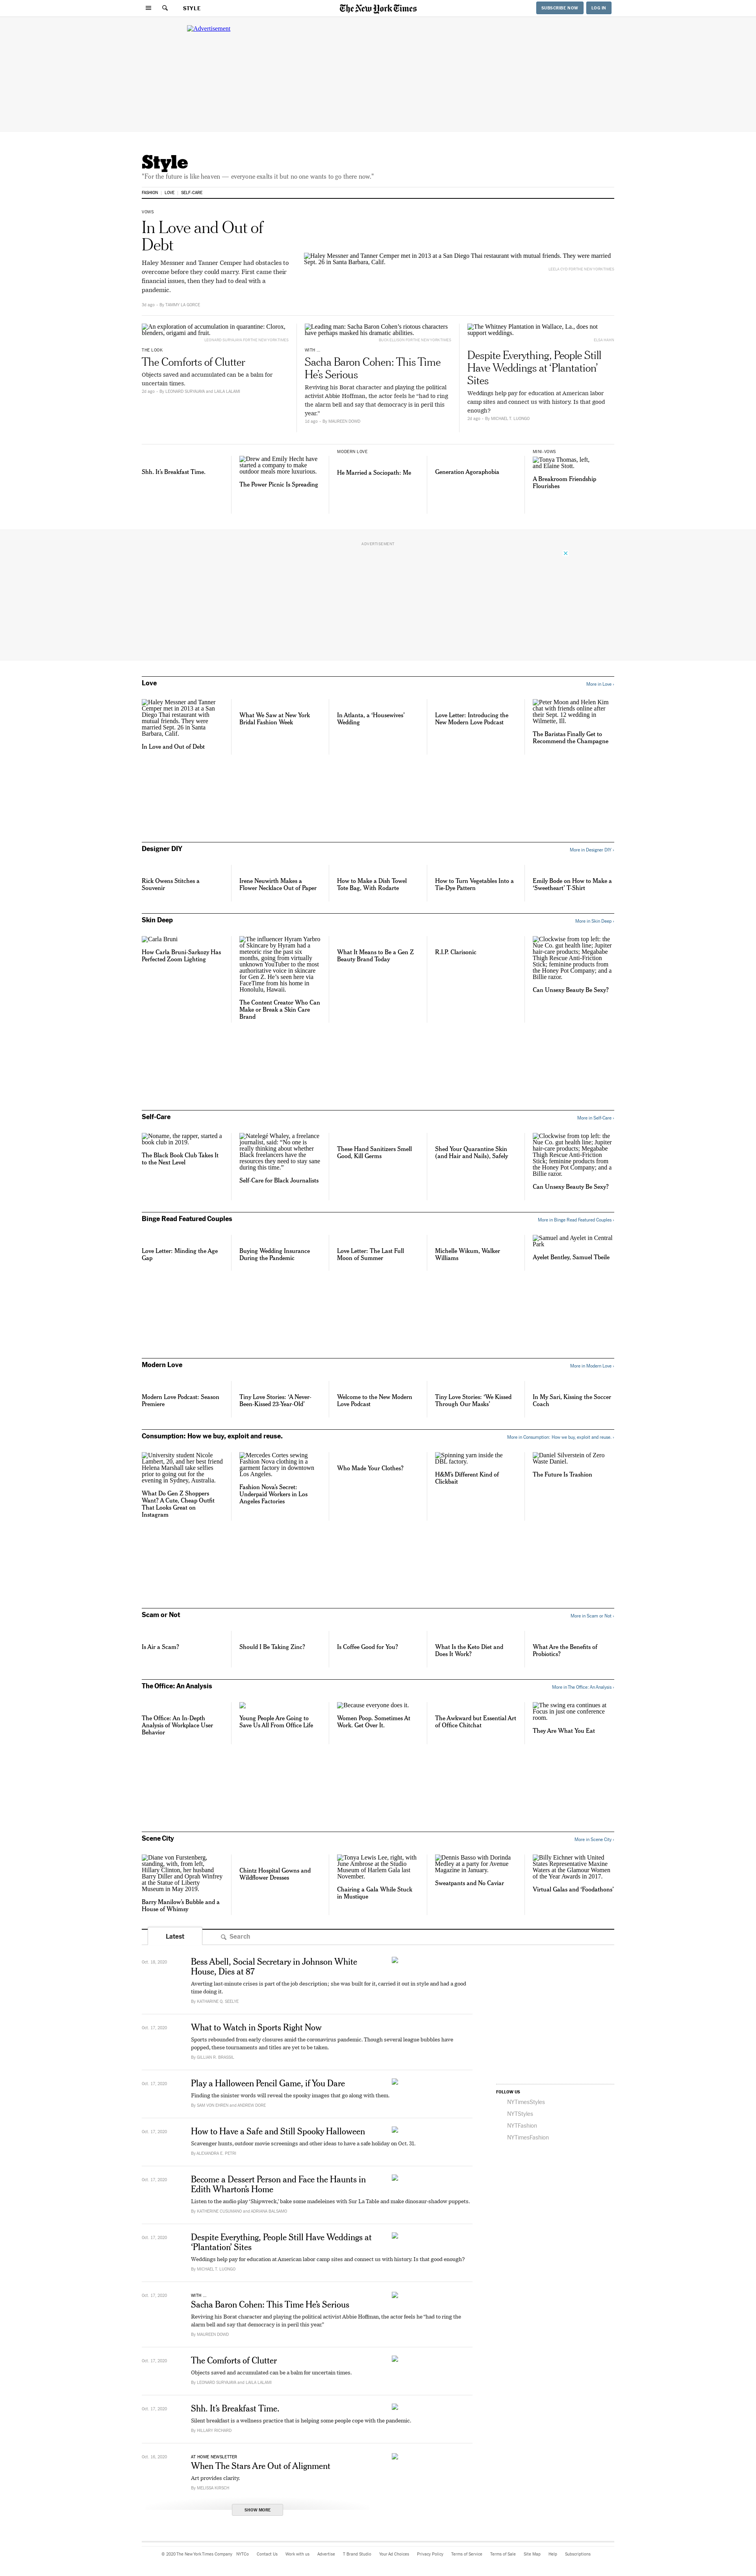 STYLE
The New York Times
SUBSCRIBE NOW
LOG IN
Advertisement
Style
"For the future is like heaven — everyone exalts it but no one wants to go there now."
FASHION
LOVE
SELF-CARE
VOWS
In Love and Out of
Debt
Haley Messner and Tanner Cemper had obstacles to
overcome before they could marry. First came their
financial issues, then they had to deal with a
pandemic.
By TAMMY LA GORCE
Haley Messner and Tanner Cemper met in 2013 at a San Diego Thai restaurant with mutual friends. They were married
Sept. 26 in Santa Barbara, Calif.
An exploration of accumulation in quarantine: Clorox,
blenders, origami and fruit.
THE LOOK
The Comforts of Clutter
Objects saved and accumulated can be a balm for
uncertain times.
2d ago · By LEONARD SURYAJAYA and LAILA LALAMI
Leading man: Sacha Baron Cohen's riotous characters
have perhaps masked his dramatic abilities.
WITH ...
Sacha Baron Cohen: This Time
He's Serious
Reviving his Borat character and playing the political
activist Abbie Hoffman, the actor feels he "had to ring
the alarm bell and say that democracy is in peril this
year."
2d ago · By MAUREEN DOWD
The Whitney Plantation in Wallace, La., does not
support weddings.
Despite Everything, People Still
Have Weddings at 'Plantation'
Sites
Weddings help pay for education at American labor
camp sites and connect us with history. Is that good
enough?
2d ago · By MICHAEL T. LUONGO
Shh. It's Breakfast Time.
Drew and Emily Hecht have
started a company to make
outdoor meals more luxurious.
The Power Picnic Is Spreading
MODERN LOVE
He Married a Sociopath: Me
Generation Agoraphobia
MINI-VOWS
Tonya Thomas, left,
and Elaine Stott.
A Breakroom Friendship
Flourishes
ADVERTISEMENT
Love
More in Love ›
Haley Messner and Tanner
Cemper met in 2013 at a San
Diego Thai restaurant with
mutual friends. They were
married Sept. 26 in Santa
Barbara, Calif.
In Love and Out of Debt
What We Saw at New York
Bridal Fashion Week
In Atlanta, a 'Housewives'
Wedding
Love Letter: Introducing the
New Modern Love Podcast
Peter Moon and Helen Kim
chat with friends online after
their Sept. 12 wedding in
Wilmette, Ill.
The Baristas Finally Get to
Recommend the Champagne
Designer DIY
More in Designer DIY ›
Rick Owens Stitches a
Souvenir
Irene Neuwirth Makes a
Flower Necklace Out of Paper
How to Make a Dish Towel
Tote Bag, With Rodarte
How to Turn Vegetables Into a
Tie-Dye Pattern
Emily Bode on How to Make a
'Sweetheart' T-Shirt
Skin Deep
More in Skin Deep ›
Carla Bruni
How Carla Bruni-Sarkozy Has
Perfected Zoom Lighting
The influencer Hyram Yarbro
of Skincare by Hyram had a
meteoric rise the past six
months, going from virtually
unknown YouTuber to the most
authoritative voice in skincare
for Gen Z. He's seen here via
FaceTime from his home in
Honolulu, Hawaii.
The Content Creator Who Can
Make or Break a Skin Care
Brand
What It Means to Be a Gen Z
Beauty Brand Today
R.I.P. Clarisonic
Clockwise from top left: the
Nue Co. gut health line; Jupiter
hair-care products; Megababe
Thigh Rescue Anti-Friction
Stick; feminine products from
the Honey Pot Company; and a
Billie razor.
Can Unsexy Beauty Be Sexy?
Self-Care
More in Self-Care ›
Noname, the rapper, started a
book club in 2019.
The Black Book Club Takes It
to the Next Level
Natelegé Whaley, a freelance
journalist, said: "No one is
really thinking about whether
Black freelancers have the
resources they need to stay sane
during this time."
Self-Care for Black Journalists
These Hand Sanitizers Smell
Good, Kill Germs
Shed Your Quarantine Skin
(and Hair and Nails), Safely
Clockwise from top left: the
Nue Co. gut health line; Jupiter
hair-care products; Megababe
Thigh Rescue Anti-Friction
Stick; feminine products from
the Honey Pot Company; and a
Billie razor.
Can Unsexy Beauty Be Sexy?
Binge Read Featured Couples
More in Binge Read Featured Couples ›
Love Letter: Minding the Age
Gap
Buying Wedding Insurance
During the Pandemic
Love Letter: The Last Full
Moon of Summer
Michelle Wikum, Walker
Williams
Samuel and Ayelet in Central
Park
Ayelet Bentley, Samuel Tbeile
Modern Love
More in Modern Love ›
Modern Love Podcast: Season
Premiere
Tiny Love Stories: 'A Never-
Been-Kissed 23-Year-Old'
Welcome to the New Modern
Love Podcast
Tiny Love Stories: 'We Kissed
Through Our Masks'
In My Sari, Kissing the Soccer
Coach
Consumption: How we buy, exploit and reuse.
More in Consumption: How we buy, exploit and reuse. ›
University student Nicole
Lambert, 20, and her best friend
Helena Marshall take selfies
prior to going out for the
evening in Sydney, Australia.
What Do Gen Z Shoppers
Want? A Cute, Cheap Outfit
That Looks Great on
Instagram
Mercedes Cortes sewing
Fashion Nova clothing in a
garment factory in downtown
Los Angeles.
Fashion Nova's Secret:
Underpaid Workers in Los
Angeles Factories
Who Made Your Clothes?
Spinning yarn inside the
DBL factory.
H&M's Different Kind of
Clickbait
Daniel Silverstein of Zero
Waste Daniel.
The Future Is Trashion
Scam or Not
More in Scam or Not ›
Is Air a Scam?
Should I Be Taking Zinc?
Is Coffee Good for You?
What Is the Keto Diet and
Does It Work?
What Are the Benefits of
Probiotics?
The Office: An Analysis
More in The Office: An Analysis ›
The Office: An In-Depth
Analysis of Workplace User
Behavior
Young People Are Going to
Save Us All From Office Life
Because everyone does it.
Women Poop. Sometimes At
Work. Get Over It.
The Awkward but Essential Art
of Office Chitchat
The swing era continues at
Focus in just one conference
room.
They Are What You Eat
Scene City
More in Scene City ›
Diane von Furstenberg,
standing, with, from left,
Hillary Clinton, her husband
Barry Diller and Oprah Winfrey
at the Statue of Liberty
Museum in May 2019.
Barry Manilow's Bubble and a
House of Whimsy
Chintz Hospital Gowns and
Wildflower Dresses
Tonya Lewis Lee, right, with
June Ambrose at the Studio
Museum of Harlem Gala last
November.
Chairing a Gala While Stuck
in Mustique
Dennis Basso with Dorinda
Medley at a party for Avenue
Magazine in January.
Sweatpants and No Caviar
Billy Eichner with United
States Representative Maxine
Waters at the Glamour Women
of the Year Awards in 2017.
Virtual Galas and 'Foodathons'
Latest
Search
Bess Abell, Social Secretary in Johnson White
House, Dies at 87
Averting last-minute crises is part of the job description; she was built for it, carried it out in style and had a good
time doing it.
By KATHARINE Q. SEELYE
Oct. 17, 2020
What to Watch in Sports Right Now
Sports rebounded from early closures amid the coronavirus pandemic. Though several league bubbles have
popped, these tournaments and titles are yet to be taken.
By GILLIAN R. BRASSIL
Oct. 17, 2020
Play a Halloween Pencil Game, if You Dare
Finding the sinister words will reveal the spooky images that go along with them.
By SAM VON EHREN and ANDREW DORE
Oct. 17, 2020
How to Have a Safe and Still Spooky Halloween
Scavenger hunts, outdoor movie screenings and other ideas to have a safe holiday on Oct. 31.
By ALEXANDRA E. PETRI
Oct. 17, 2020
Become a Dessert Person and Face the Haunts in
Edith Wharton's Home
Listen to the audio play 'Shipwreck,' bake some madeleines with Sur La Table and make dinosaur-shadow puppets.
By KATHERINE CUSUMANO and ADRIANA BALSAMO
Oct. 17, 2020
Despite Everything, People Still Have Weddings at
'Plantation' Sites
Weddings help pay for education at American labor camp sites and connect us with history. Is that good enough?
By MICHAEL T. LUONGO
Oct. 17, 2020
WITH ...
Sacha Baron Cohen: This Time He's Serious
Reviving his Borat character and playing the political activist Abbie Hoffman, the actor feels he "had to ring the
alarm bell and say that democracy is in peril this year."
By MAUREEN DOWD
Oct. 17, 2020
The Comforts of Clutter
Objects saved and accumulated can be a balm for uncertain times.
By LEONARD SURYAJAYA and LAILA LALAMI
Oct. 17, 2020
Shh. It's Breakfast Time.
Silent breakfast is a wellness practice that is helping some people cope with the pandemic.
By HILLARY RICHARD
Oct. 16, 2020
AT HOME NEWSLETTER
When The Stars Are Out of Alignment
Art provides clarity.
By MELISSA KIRSCH
SHOW MORE
FOLLOW US
NYTimesStyles
NYTStyles
NYTFashion
NYTimesFashion
© 2020 The New York Times Company
NYTCo
Contact Us
Work with us
Advertise
T Brand Studio
Your Ad Choices
Privacy Policy
Terms of Service
Terms of Sale
Site Map
Help
Subscriptions